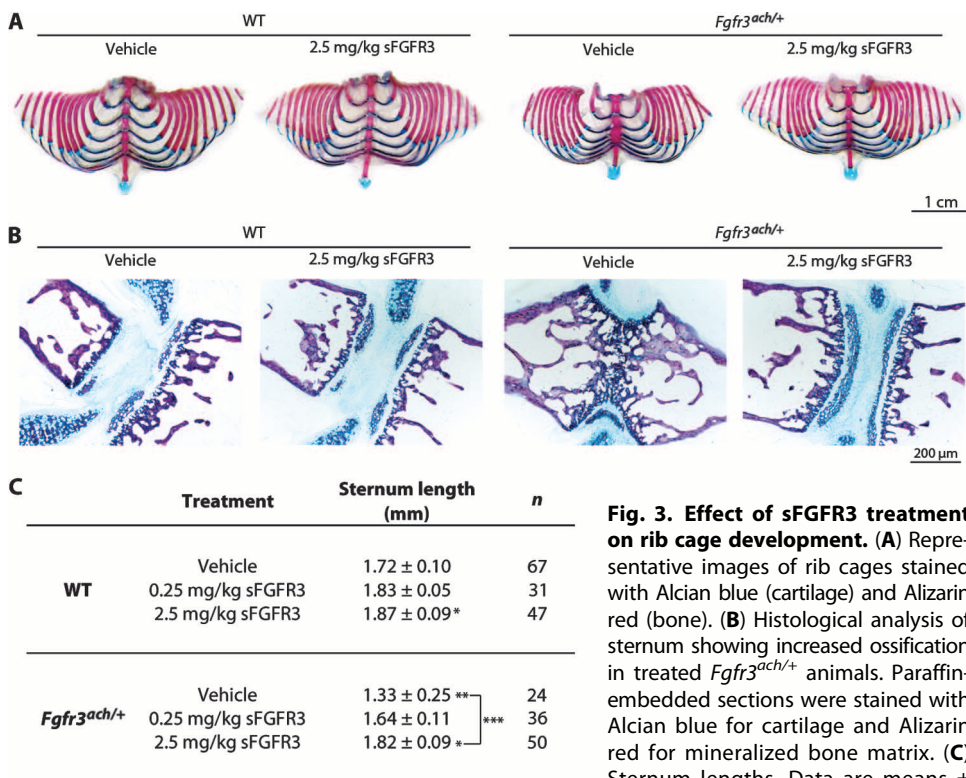 A
WT
Fgfr3ach/+
Vehicle
2.5 mg/kg sFGFR3
Vehicle
2.5 mg/kg sFGFR3
1 cm
B
WT
Fgfr3ach/+
Vehicle
2.5 mg/kg sFGFR3
Vehicle
2.5 mg/kg sFGFR3
200 µm
C
Treatment
Sternum length
(mm)
n
WT
Vehicle 1.72 ± 0.10 67
0.25 mg/kg sFGFR3 1.83 ± 0.05 31
2.5 mg/kg sFGFR3 1.87 ± 0.09* 47
Fgfr3ach/+
Vehicle 1.33 ± 0.25 ** 24
0.25 mg/kg sFGFR3 1.64 ± 0.11 *** 36
2.5 mg/kg sFGFR3 1.82 ± 0.09 * 50
Fig. 3. Effect of sFGFR3 treatment
on rib cage development. (A) Repre-
sentative images of rib cages stained
with Alcian blue (cartilage) and Alizarin
red (bone). (B) Histological analysis of
sternum showing increased ossification
in treated Fgfr3ach/+ animals. Paraffin-
embedded sections were stained with
Alcian blue for cartilage and Alizarin
red for mineralized bone matrix. (C)
Sternum lengths. Data are means ±